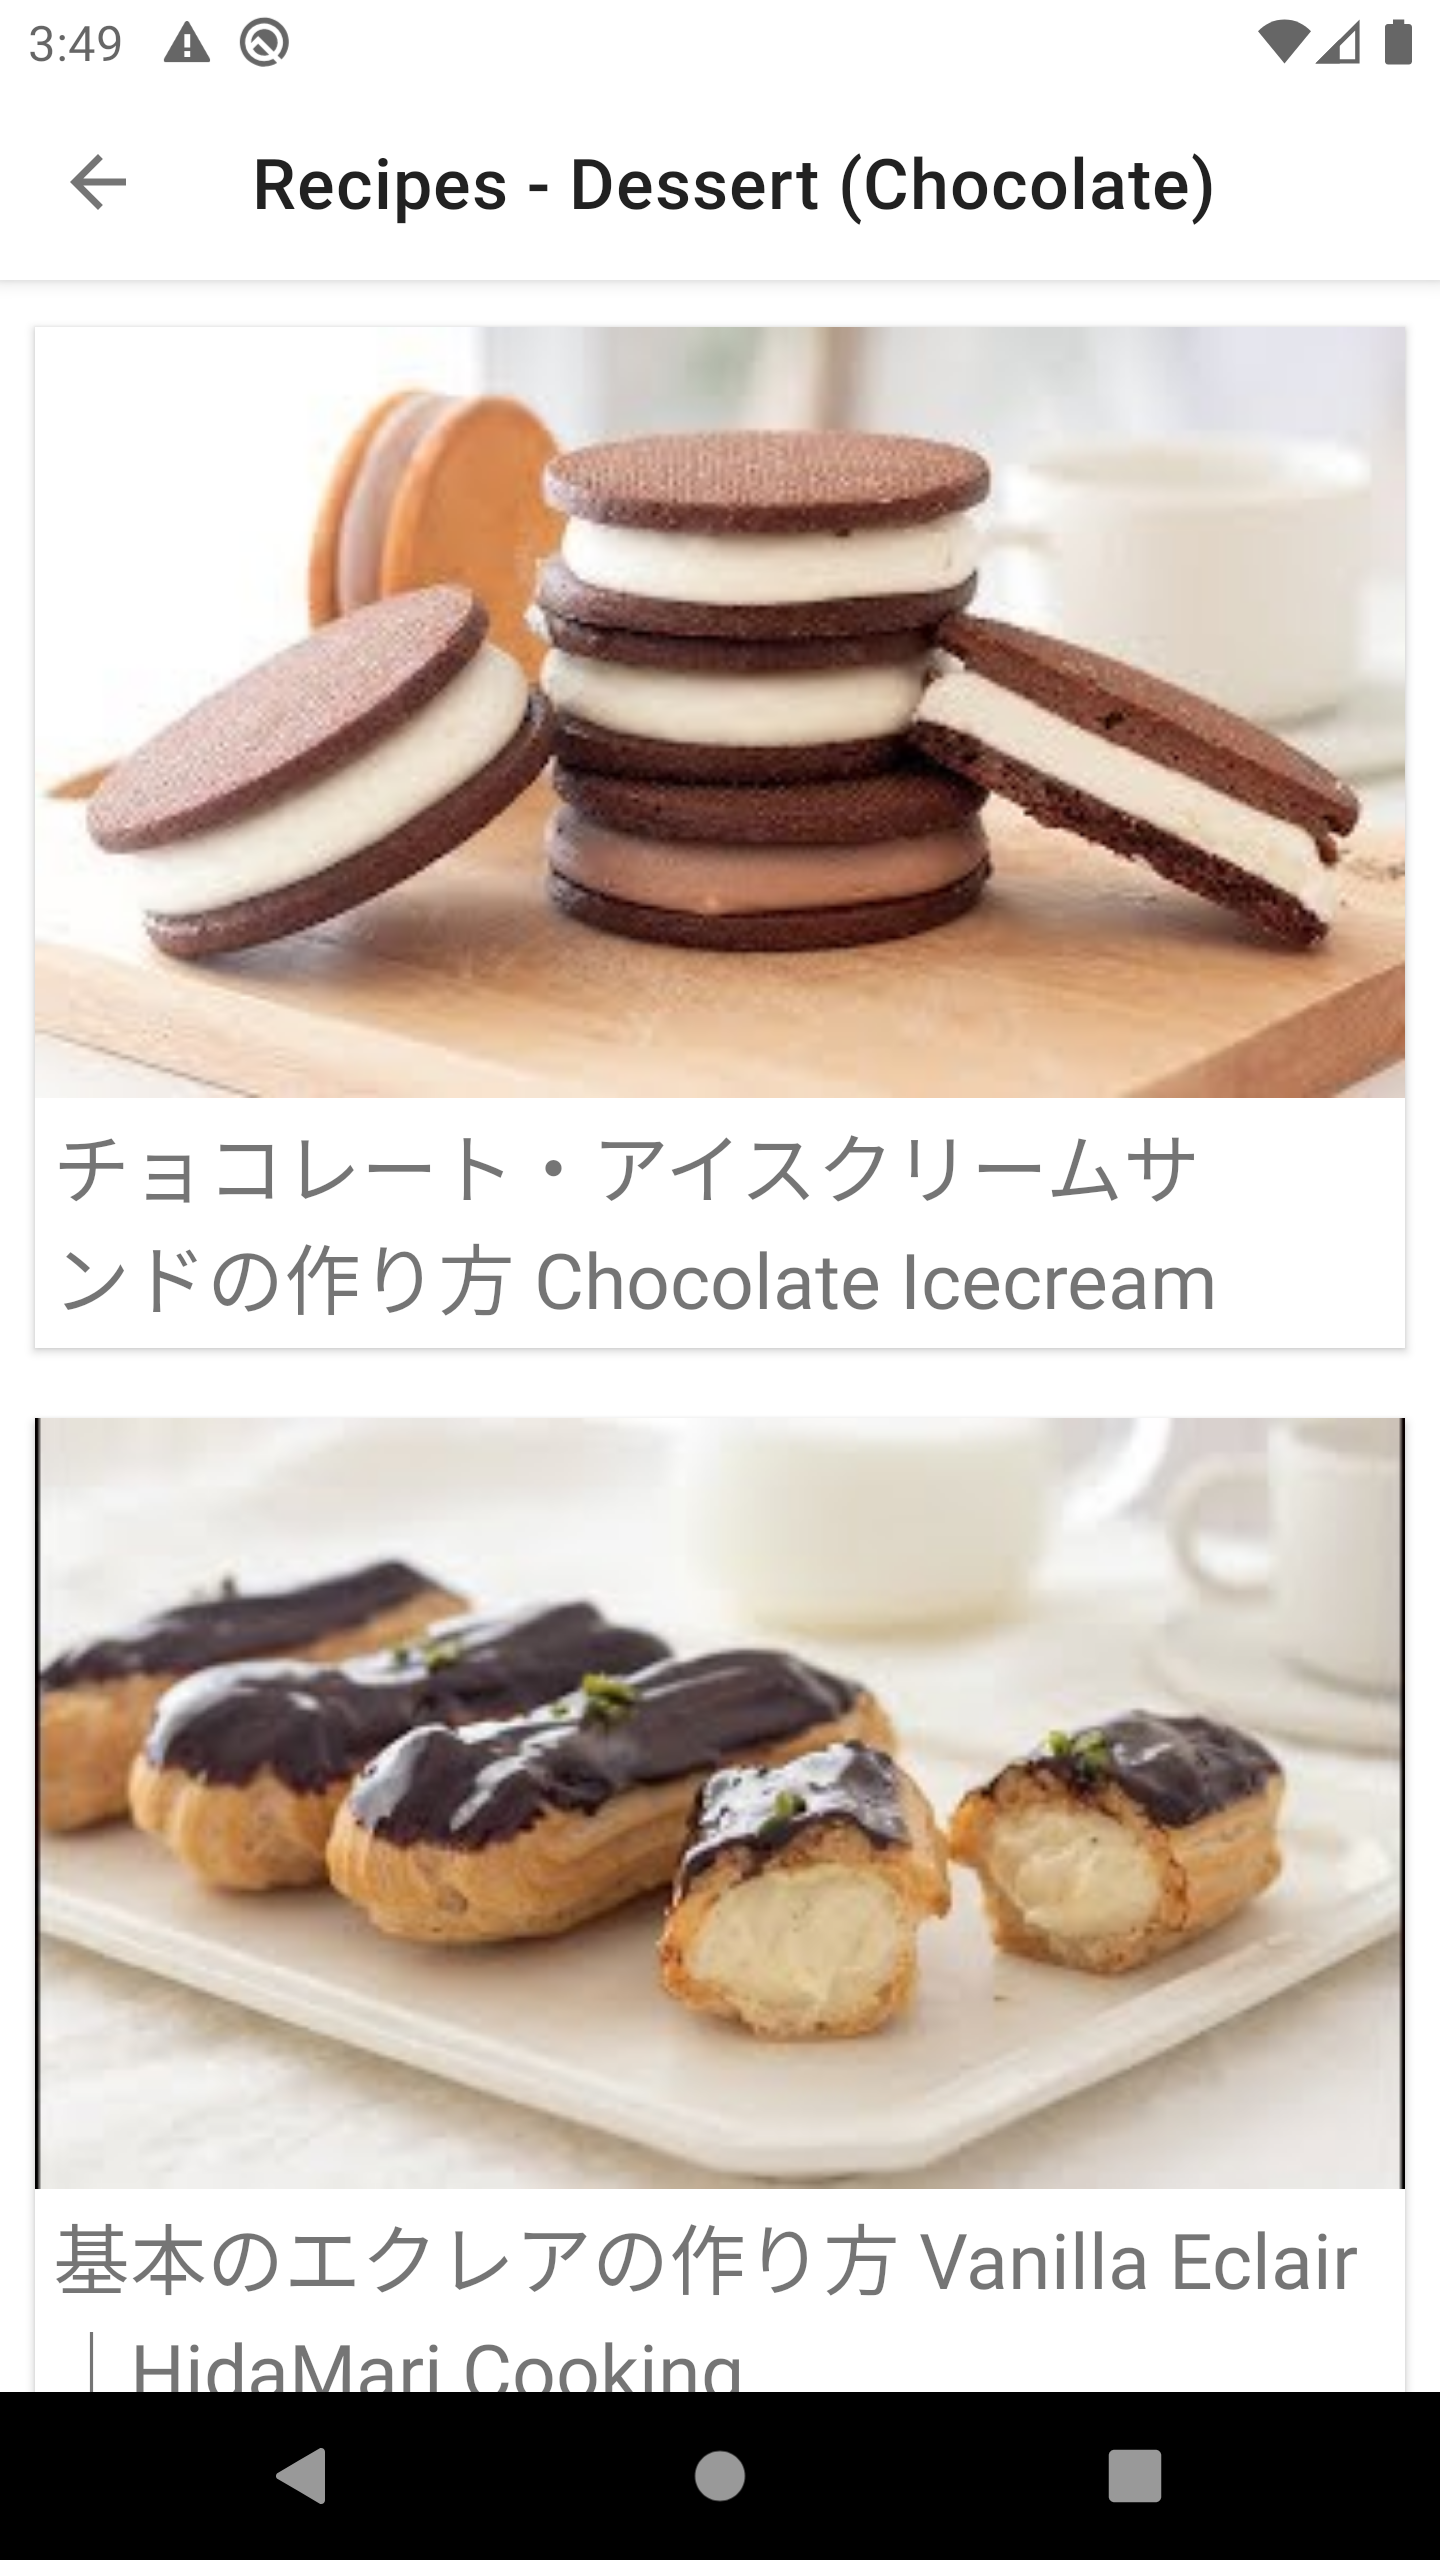 3:49
Recipes - Dessert (Chocolate)
チョコレート・アイスクリームサ
ンドの作り方 Chocolate Icecream
基本のエクレアの作り方 Vanilla Eclair
｜HidaMari Cooking